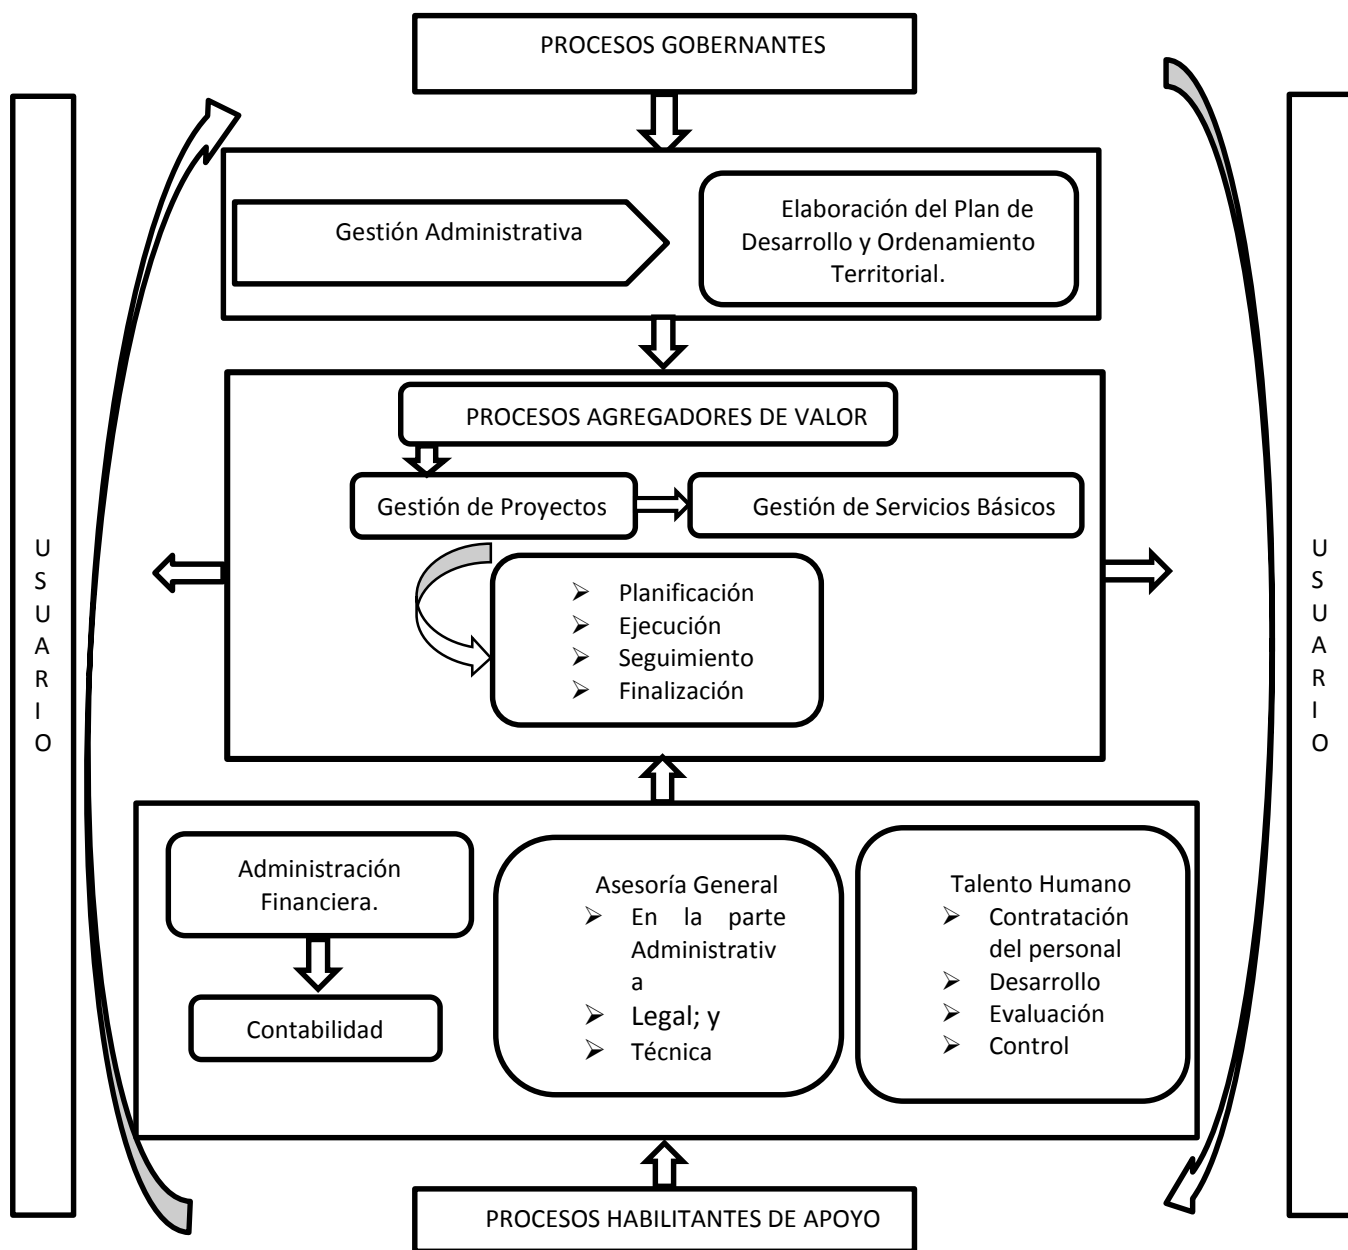 PROCESOS GOBERNANTES
Gestión Administrativa
Elaboración del Plan de
Desarrollo y Ordenamiento
Territorial.
PROCESOS AGREGADORES DE VALOR
Gestión de Proyectos
Gestión de Servicios Básicos
➢ Planificación
➢ Ejecución
➢ Seguimiento
➢ Finalización
U
S
U
A
R
I
O
U
S
U
A
R
I
O
Administración
Financiera.
Contabilidad
Asesoría General
➢ En la parte
Administrativ
a
➢ Legal; y
➢ Técnica
Talento Humano
➢ Contratación
del personal
➢ Desarrollo
➢ Evaluación
➢ Control
PROCESOS HABILITANTES DE APOYO